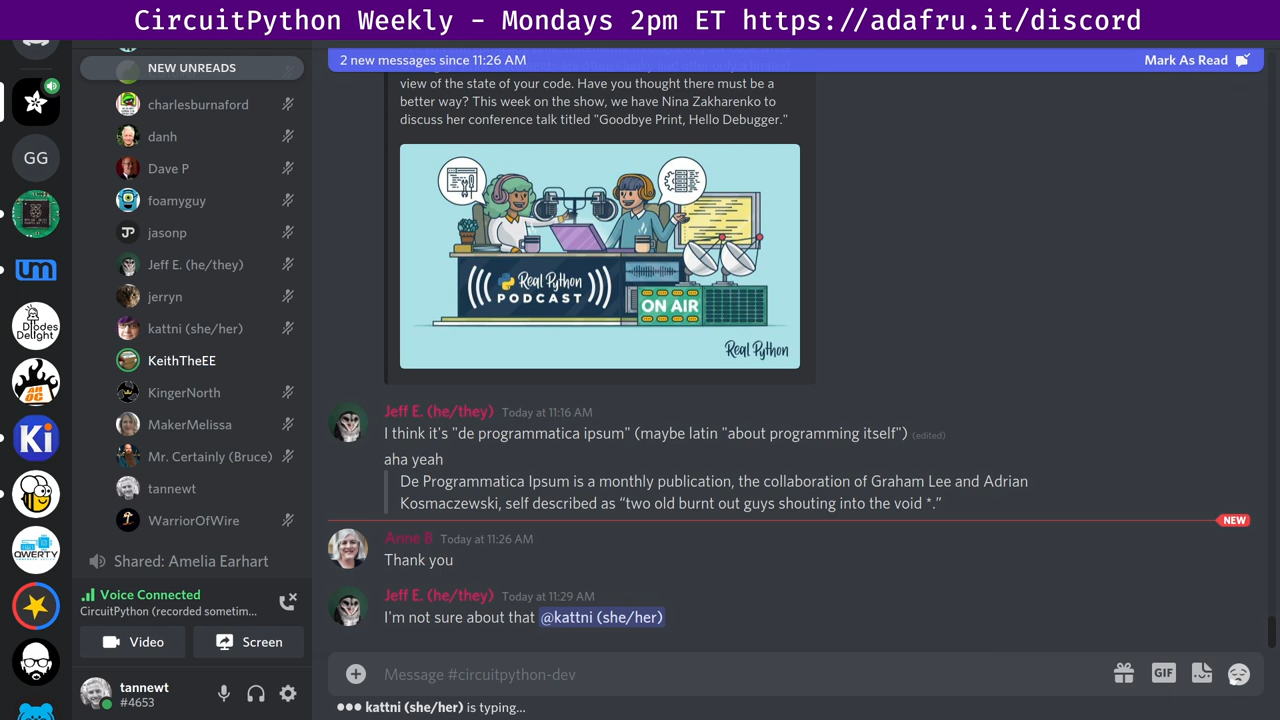 CircuitPython Weekly - Mondays 2pm ET https://adafru.it/discord
NEW UNREADS
charlesburnaford
danh
Dave P
foamyguy
jasonp
Jeff E. (he/they)
jerryn
kattni (she/her)
KeithTheEE
KingerNorth
MakerMelissa
Mr. Certainly (Bruce)
tannewt
WarriorOfWire
Shared: Amelia Earhart
Voice Connected
CircuitPython (recorded sometim...
Video
Screen
tannewt
#4653
GG
um
Diodes
Delight
AHOC
Ki
QWERTY
JP
2 new messages since 11:26 AM
Mark As Read
view of the state of your code. Have you thought there must be a
better way? This week on the show, we have Nina Zakharenko to
discuss her conference talk titled "Goodbye Print, Hello Debugger."
Real Python
PODCAST
ON AIR
Real Python
Jeff E. (he/they) Today at 11:16 AM
I think it's "de programmatica ipsum" (maybe latin "about programming itself") (edited)
aha yeah
De Programmatica Ipsum is a monthly publication, the collaboration of Graham Lee and Adrian
Kosmaczewski, self described as “two old burnt out guys shouting into the void *.”
NEW
Anne B Today at 11:26 AM
Thank you
Jeff E. (he/they) Today at 11:29 AM
I'm not sure about that @kattni (she/her)
Message #circuitpython-dev
GIF
kattni (she/her) is typing...